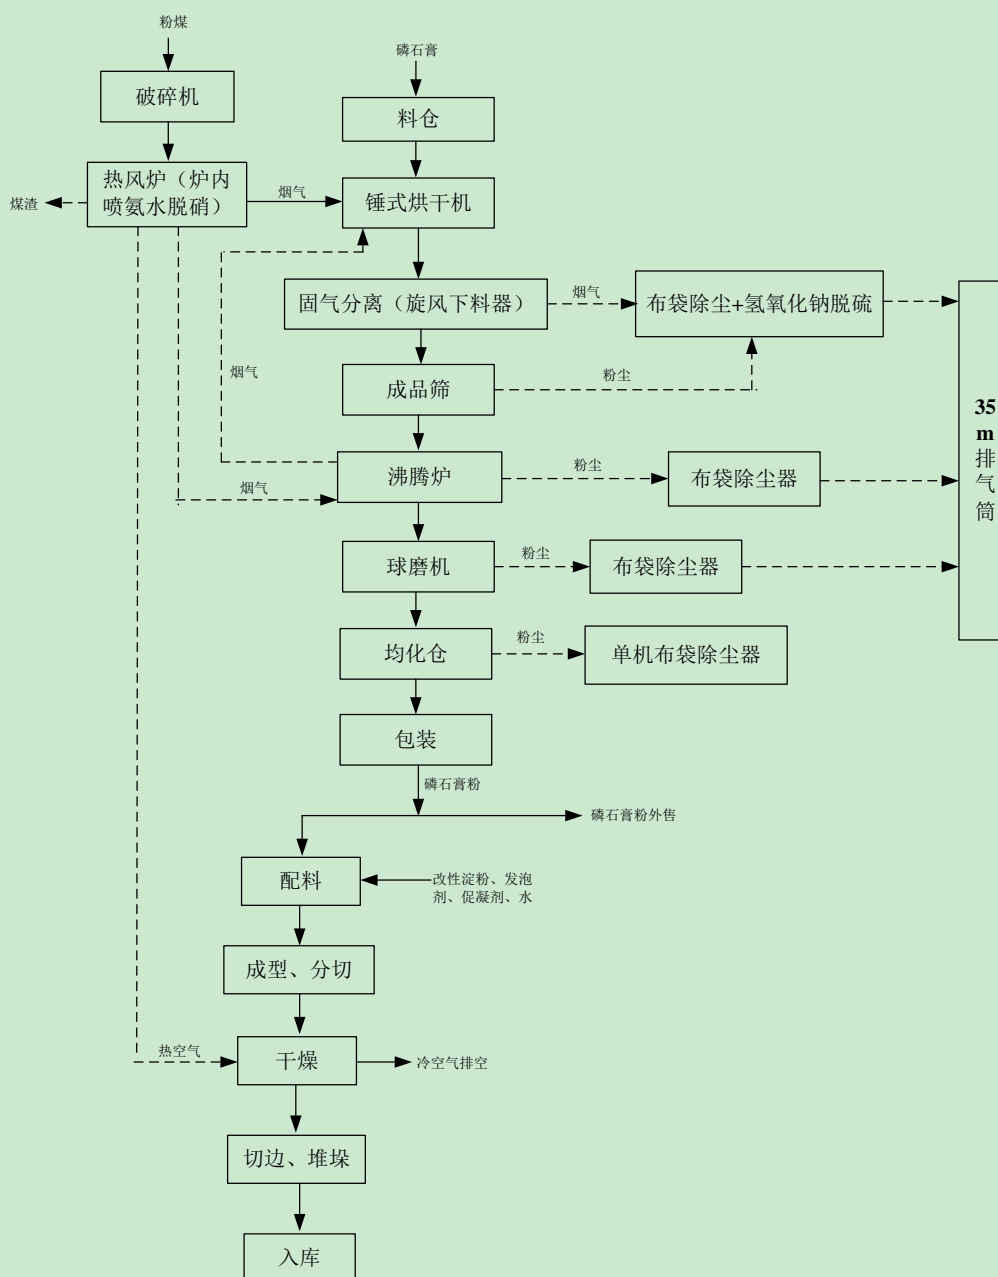 粉煤
磷石膏
破碎机
料仓
热风炉（炉内
喷氨水脱硝）
煤渣
烟气
锤式烘干机
固气分离（旋风下料器）
烟气
布袋除尘+氢氧化钠脱硫
烟气
成品筛
粉尘
35
m
排
气
筒
沸腾炉
粉尘
布袋除尘器
烟气
球磨机
粉尘
布袋除尘器
均化仓
粉尘
单机布袋除尘器
包装
磷石膏粉
磷石膏粉外售
配料
改性淀粉、发泡
剂、促凝剂、水
成型、分切
热空气
干燥
冷空气排空
切边、堆垛
入库